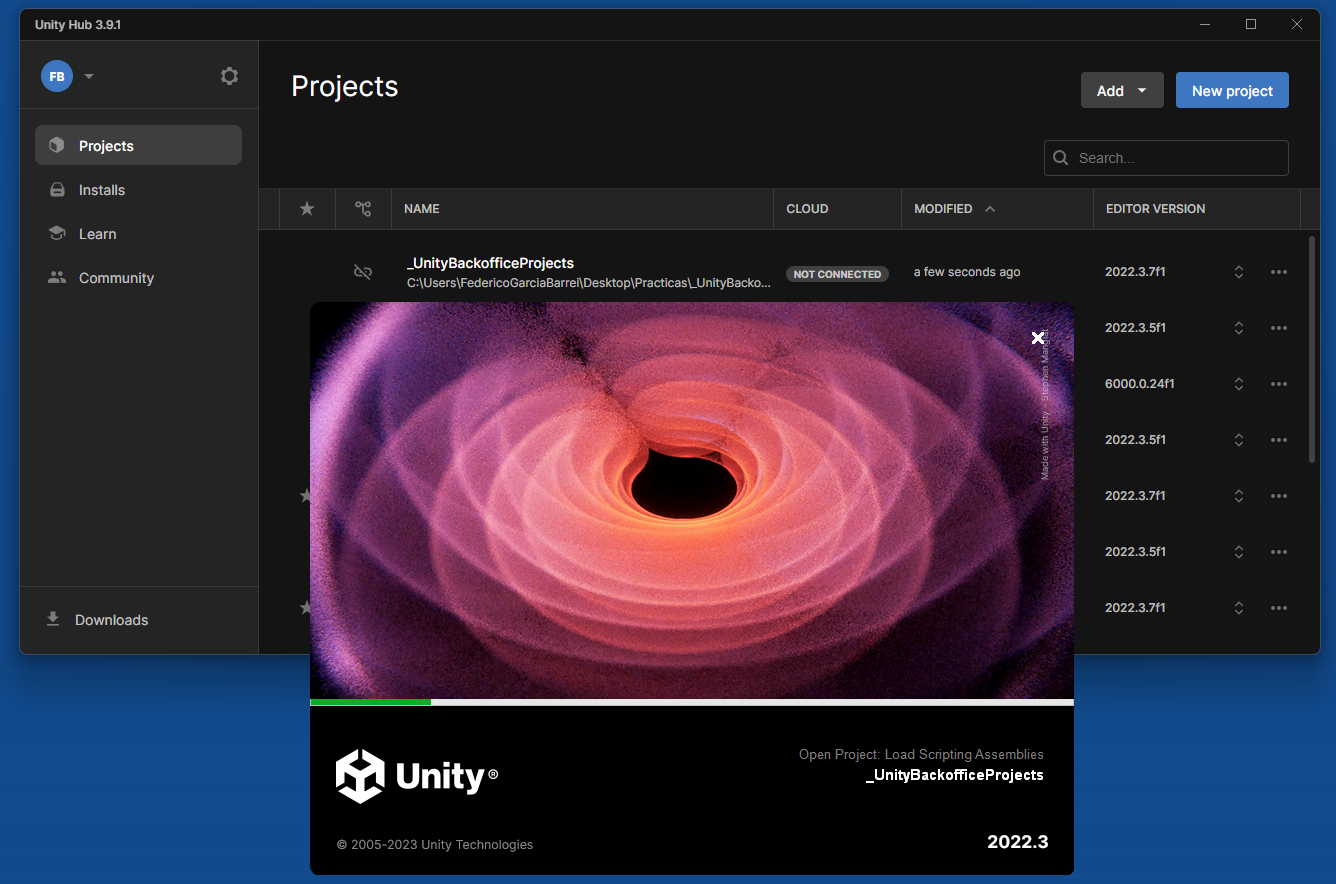 Unity Hub 3.9.1
FB
Projects
Installs
Learn
Community
Downloads
Projects
Add
New project
Search...
NAME
CLOUD
MODIFIED
EDITOR VERSION
_UnityBackofficeProjects
C:\Users\FedericoGarciaBarrei\Desktop\Practicas\_UnityBacko...
NOT CONNECTED
a few seconds ago
2022.3.7f1
2022.3.5f1
6000.0.24f1
2022.3.5f1
2022.3.7f1
2022.3.5f1
2022.3.7f1
Made with Unity – Stephen
Unity®
Open Project: Load Scripting Assemblies
_UnityBackofficeProjects
© 2005-2023 Unity Technologies
2022.3